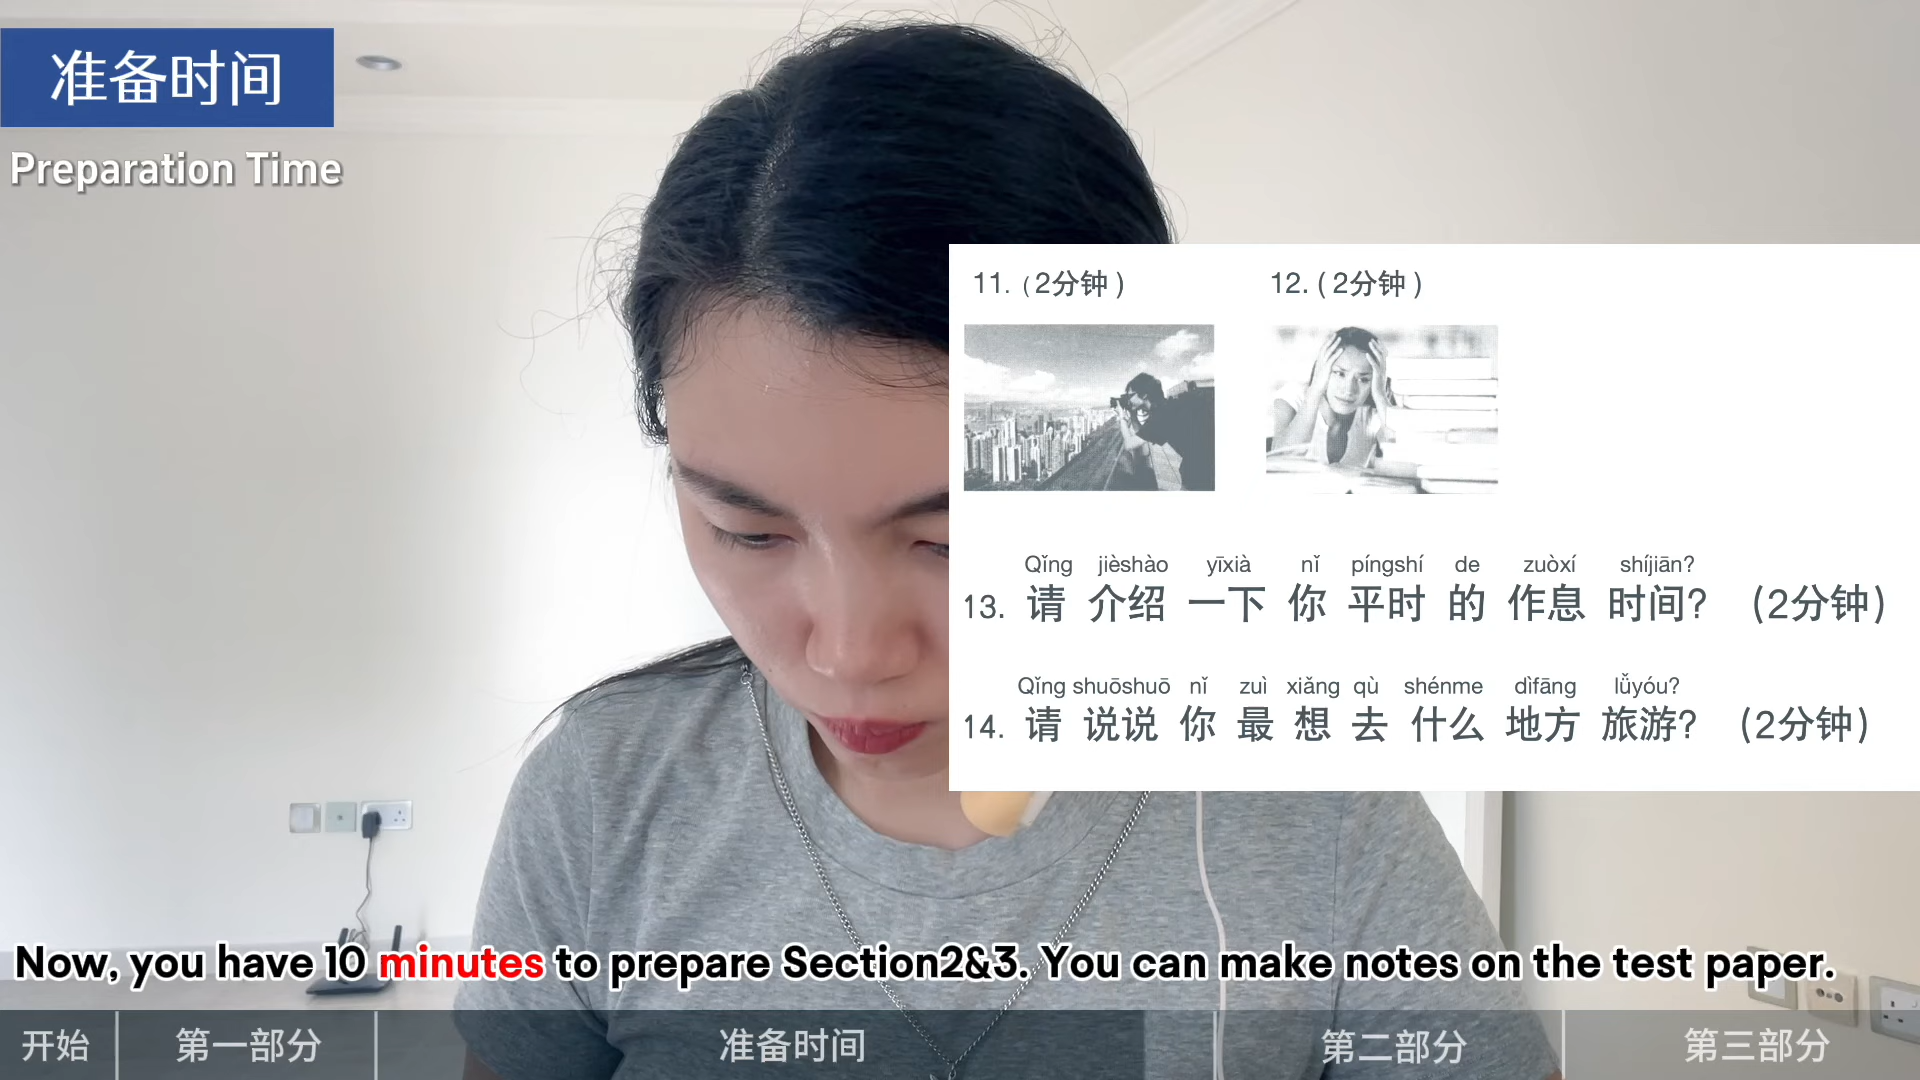 准备时间
Preparation Time
11. (2分钟)
12. (2分钟)
Qǐng jièshào yīxià nǐ píngshí de zuòxí shíjiān?
13. 请 介绍 一下 你 平时 的 作息 时间? (2分钟)
Qǐng shuōshuō nǐ zuì xiǎng qù shénme dìfāng lǚyóu?
14. 请 说说 你 最 想 去 什么 地方 旅游? (2分钟)
Now, you have 10 minutes to prepare Section2&3. You can make notes on the test paper.
开始
第一部分
准备时间
第二部分
第三部分